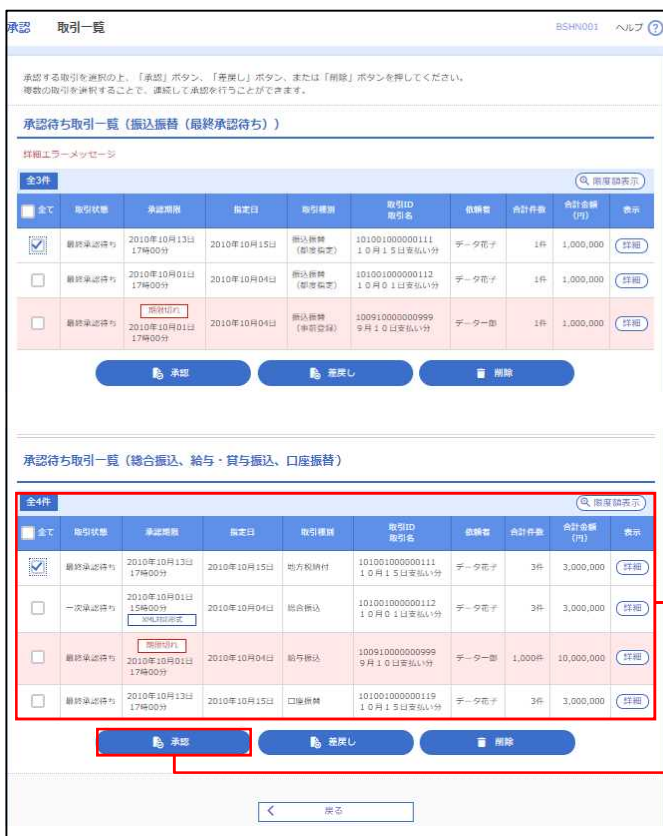 承認　取引一覧　BSHN001　ヘルプ ?
承認する取引を選択の上、「承認」ボタン、「差戻し」ボタン、または「削除」ボタンを押してください。
複数の取引を選択することで、連続して承認を行うことができます。
承認待ち取引一覧（振込振替（最終承認待ち））
詳細エラーメッセージ
全3件　限度額表示
全て　取引状態　承認期限　指定日　取引種別　取引ID　依頼者　合計件数　合計金額　表示
取引名　(円)
最終承認待ち　2010年10月13日　2010年10月15日　振込振替　101001000000111　データ花子　1件　1,000,000　詳細
17時00分　（都度指定）　１０月１５日支払い分
最終承認待ち　2010年10月01日　2010年10月04日　振込振替　101001000000112　データ花子　1件　1,000,000　詳細
17時00分　（都度指定）　１０月０１日支払い分
期限切れ
最終承認待ち　2010年10月01日　2010年10月04日　振込振替　100910000000999　データ一郎　1件　1,000,000　詳細
17時00分　（事前登録）　９月１０日支払い分
承認　差戻し　削除
承認待ち取引一覧（総合振込、給与・賞与振込、口座振替）
全4件　限度額表示
全て　取引状態　承認期限　指定日　取引種別　取引ID　依頼者　合計件数　合計金額　表示
取引名　(円)
最終承認待ち　2010年10月13日　2010年10月15日　地方税納付　101001000000111　データ花子　3件　3,000,000　詳細
17時00分　１０月１５日支払い分
一次承認待ち　2010年10月01日　2010年10月04日　総合振込　101001000000112　データ花子　3件　3,000,000　詳細
15時00分　１０月０１日支払い分
期限切れ
最終承認待ち　2010年10月01日　2010年10月04日　給与振込　100910000000999　データ一郎　1,000件　10,000,000　詳細
17時00分　９月１０日支払い分
最終承認待ち　2010年10月13日　2010年10月15日　口座振替　101001000000119　データ花子　3件　3,000,000　詳細
17時00分　１０月１５日支払い分
承認　差戻し　削除
戻る